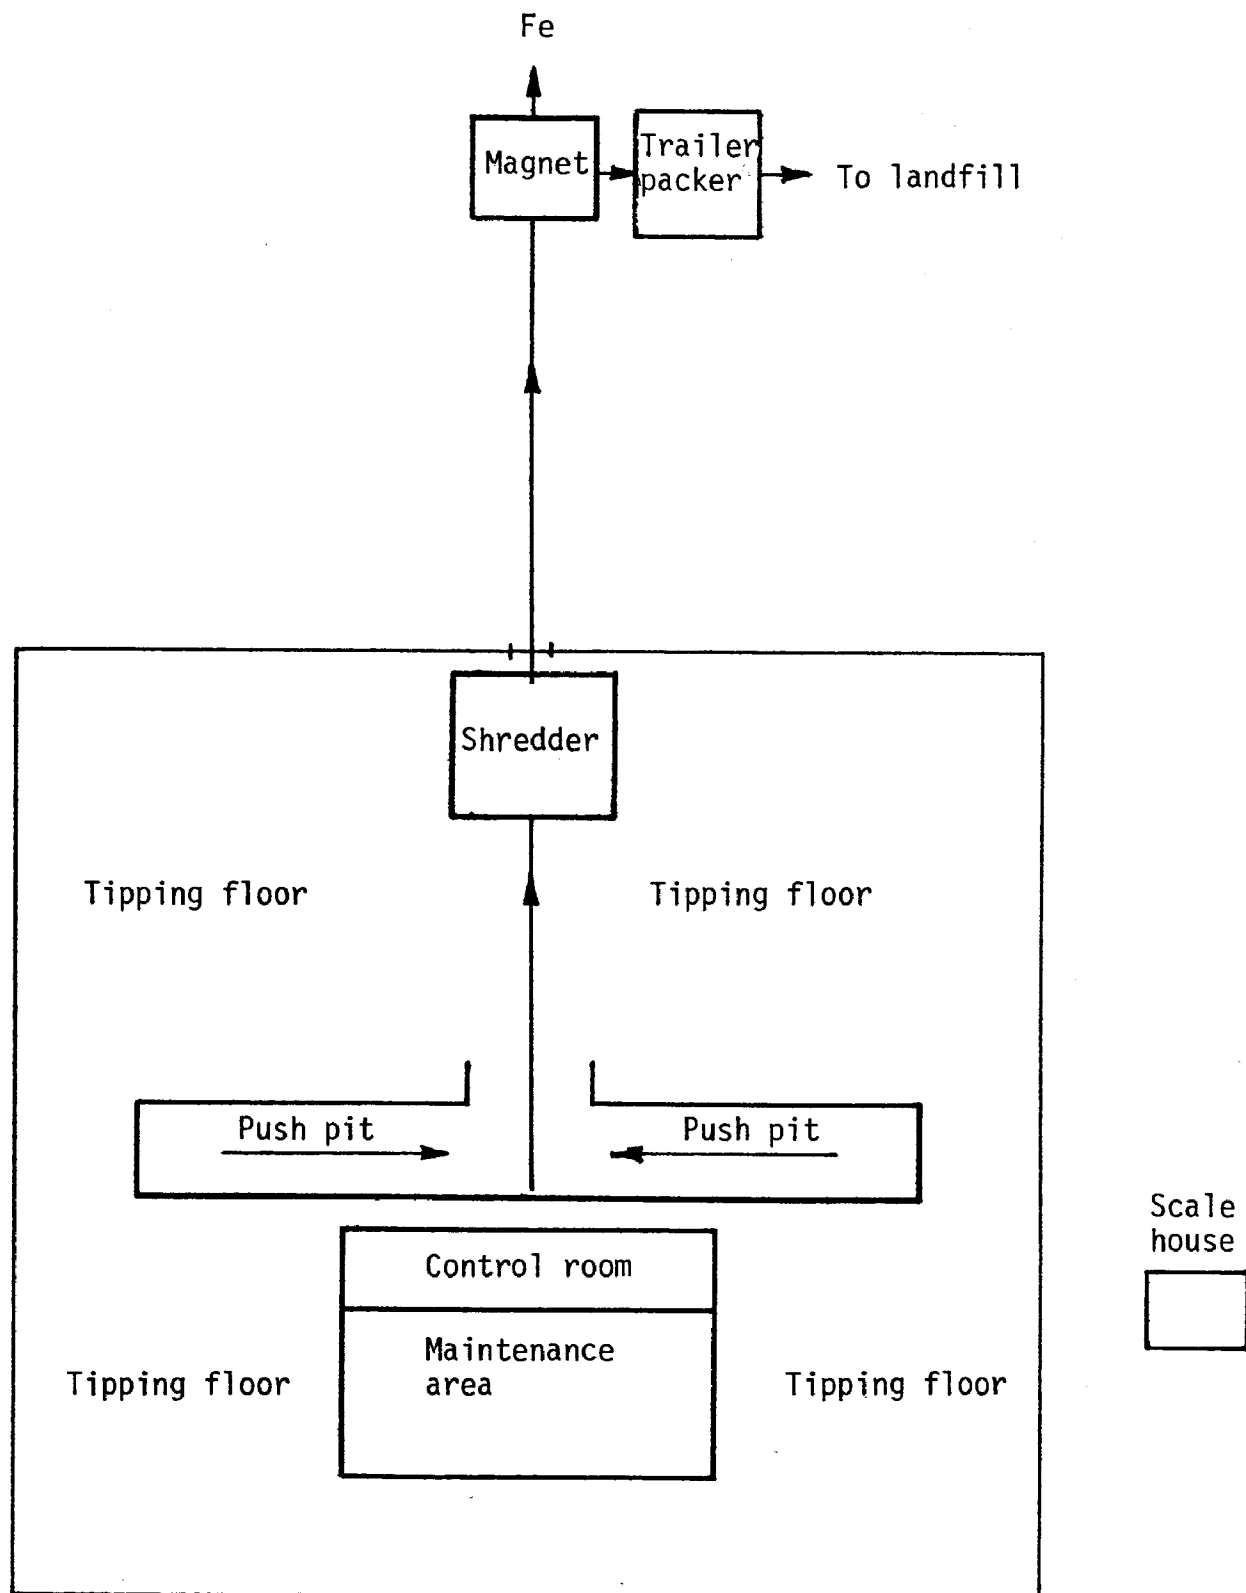 Fe
Magnet
Trailer
packer
To landfill
Shredder
Tipping floor
Tipping floor
Push pit
Push pit
Scale
house
Control room
Maintenance
area
Tipping floor
Tipping floor